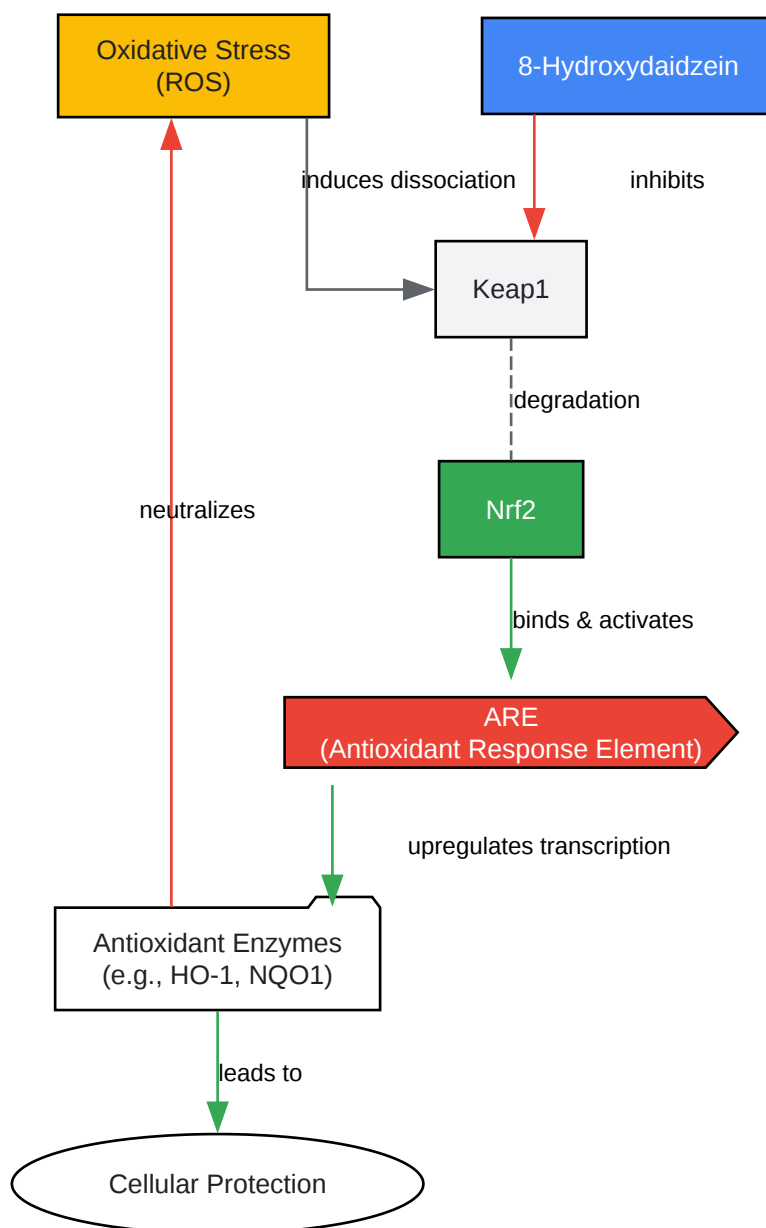 Oxidative Stress
(ROS)
8-Hydroxydaidzein
induces dissociation
inhibits
Keap1
degradation
Nrf2
neutralizes
binds & activates
ARE
(Antioxidant Response Element)
upregulates transcription
Antioxidant Enzymes
(e.g., HO-1, NQO1)
leads to
Cellular Protection